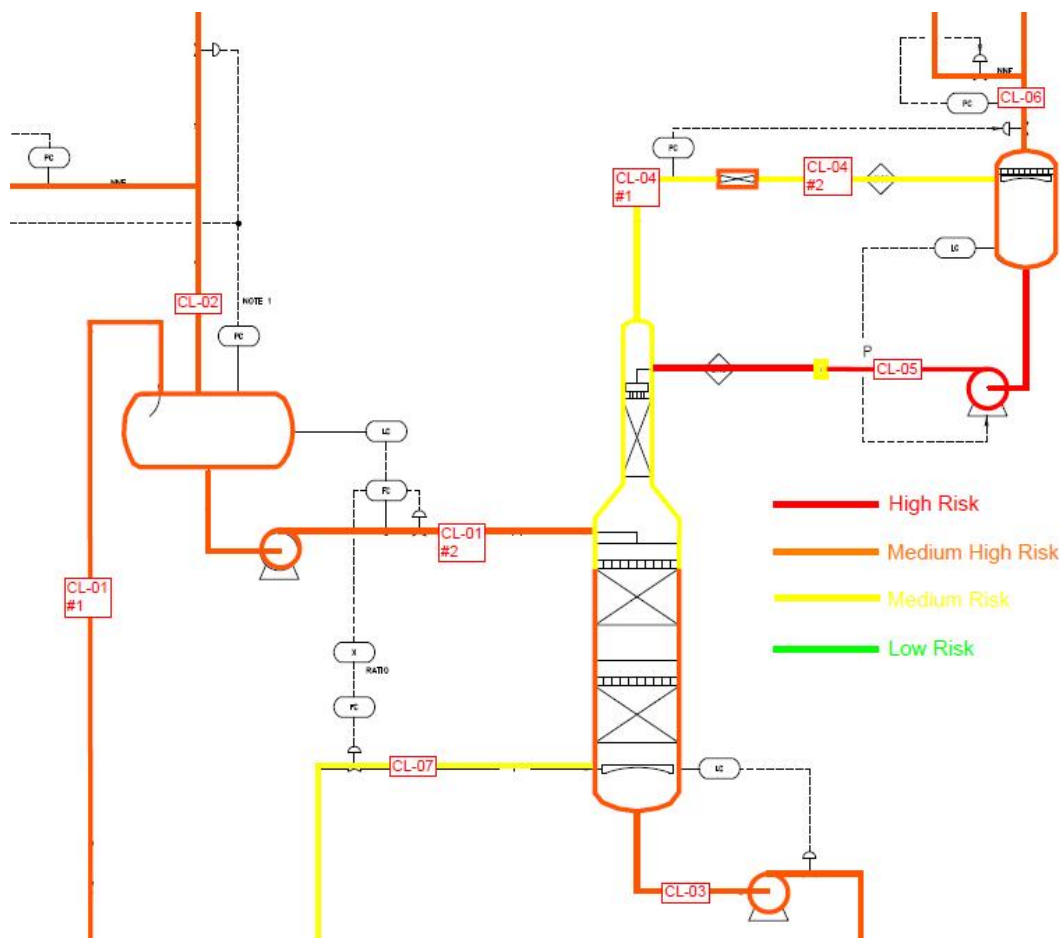 NNF
PC
CL-06
PC
PC
NNF
CL-04
#1
CL-04
#2
LC
CL-02
NOTE 1
PC
P
CL-05
LC
FC
High Risk
CL-01
#2
Medium High Risk
CL-01
#1
Medium Risk
Low Risk
X
RATIO
FC
CL-07
LC
CL-03